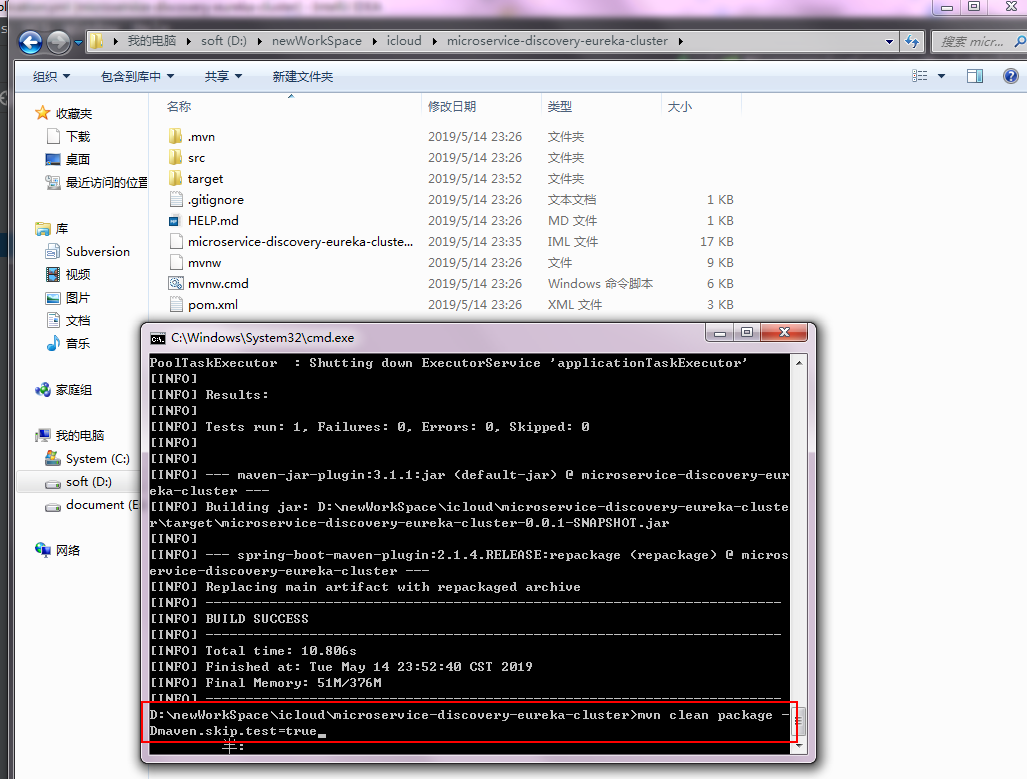 我的电脑 soft (D:) newWorkSpace icloud microservice-discovery-eureka-cluster 搜索 micr...
组织 包含到库中 共享 新建文件夹
名称 修改日期 类型 大小
收藏夹
下载
桌面
最近访问的位置
库
Subversion
视频
图片
文档
音乐
家庭组
我的电脑
System (C:)
soft (D:)
document (E
网络
.mvn 2019/5/14 23:26 文件夹
src 2019/5/14 23:26 文件夹
target 2019/5/14 23:52 文件夹
.gitignore 2019/5/14 23:26 文本文档 1 KB
HELP.md 2019/5/14 23:26 MD 文件 1 KB
microservice-discovery-eureka-cluste... 2019/5/14 23:35 IML 文件 17 KB
mvnw 2019/5/14 23:26 文件 9 KB
mvnw.cmd 2019/5/14 23:26 Windows 命令脚本 6 KB
pom.xml 2019/5/14 23:26 XML 文件 3 KB
C:\Windows\System32\cmd.exe
PoolTaskExecutor  : Shutting down ExecutorService 'applicationTaskExecutor'
[INFO]
[INFO] Results:
[INFO]
[INFO] Tests run: 1, Failures: 0, Errors: 0, Skipped: 0
[INFO]
[INFO]
[INFO] --- maven-jar-plugin:3.1.1:jar (default-jar) @ microservice-discovery-eur
eka-cluster ---
[INFO] Building jar: D:\newWorkSpace\icloud\microservice-discovery-eureka-cluste
r\target\microservice-discovery-eureka-cluster-0.0.1-SNAPSHOT.jar
[INFO]
[INFO] --- spring-boot-maven-plugin:2.1.4.RELEASE:repackage (repackage) @ micros
ervice-discovery-eureka-cluster ---
[INFO] Replacing main artifact with repackaged archive
[INFO] ------------------------------------------------------------------------
[INFO] BUILD SUCCESS
[INFO] ------------------------------------------------------------------------
[INFO] Total time: 10.806s
[INFO] Finished at: Tue May 14 23:52:40 CST 2019
[INFO] Final Memory: 51M/376M
[INFO] ------------------------------------------------------------------------
D:\newWorkSpace\icloud\microservice-discovery-eureka-cluster>mvn clean package -
Dmaven.skip.test=true_
半: